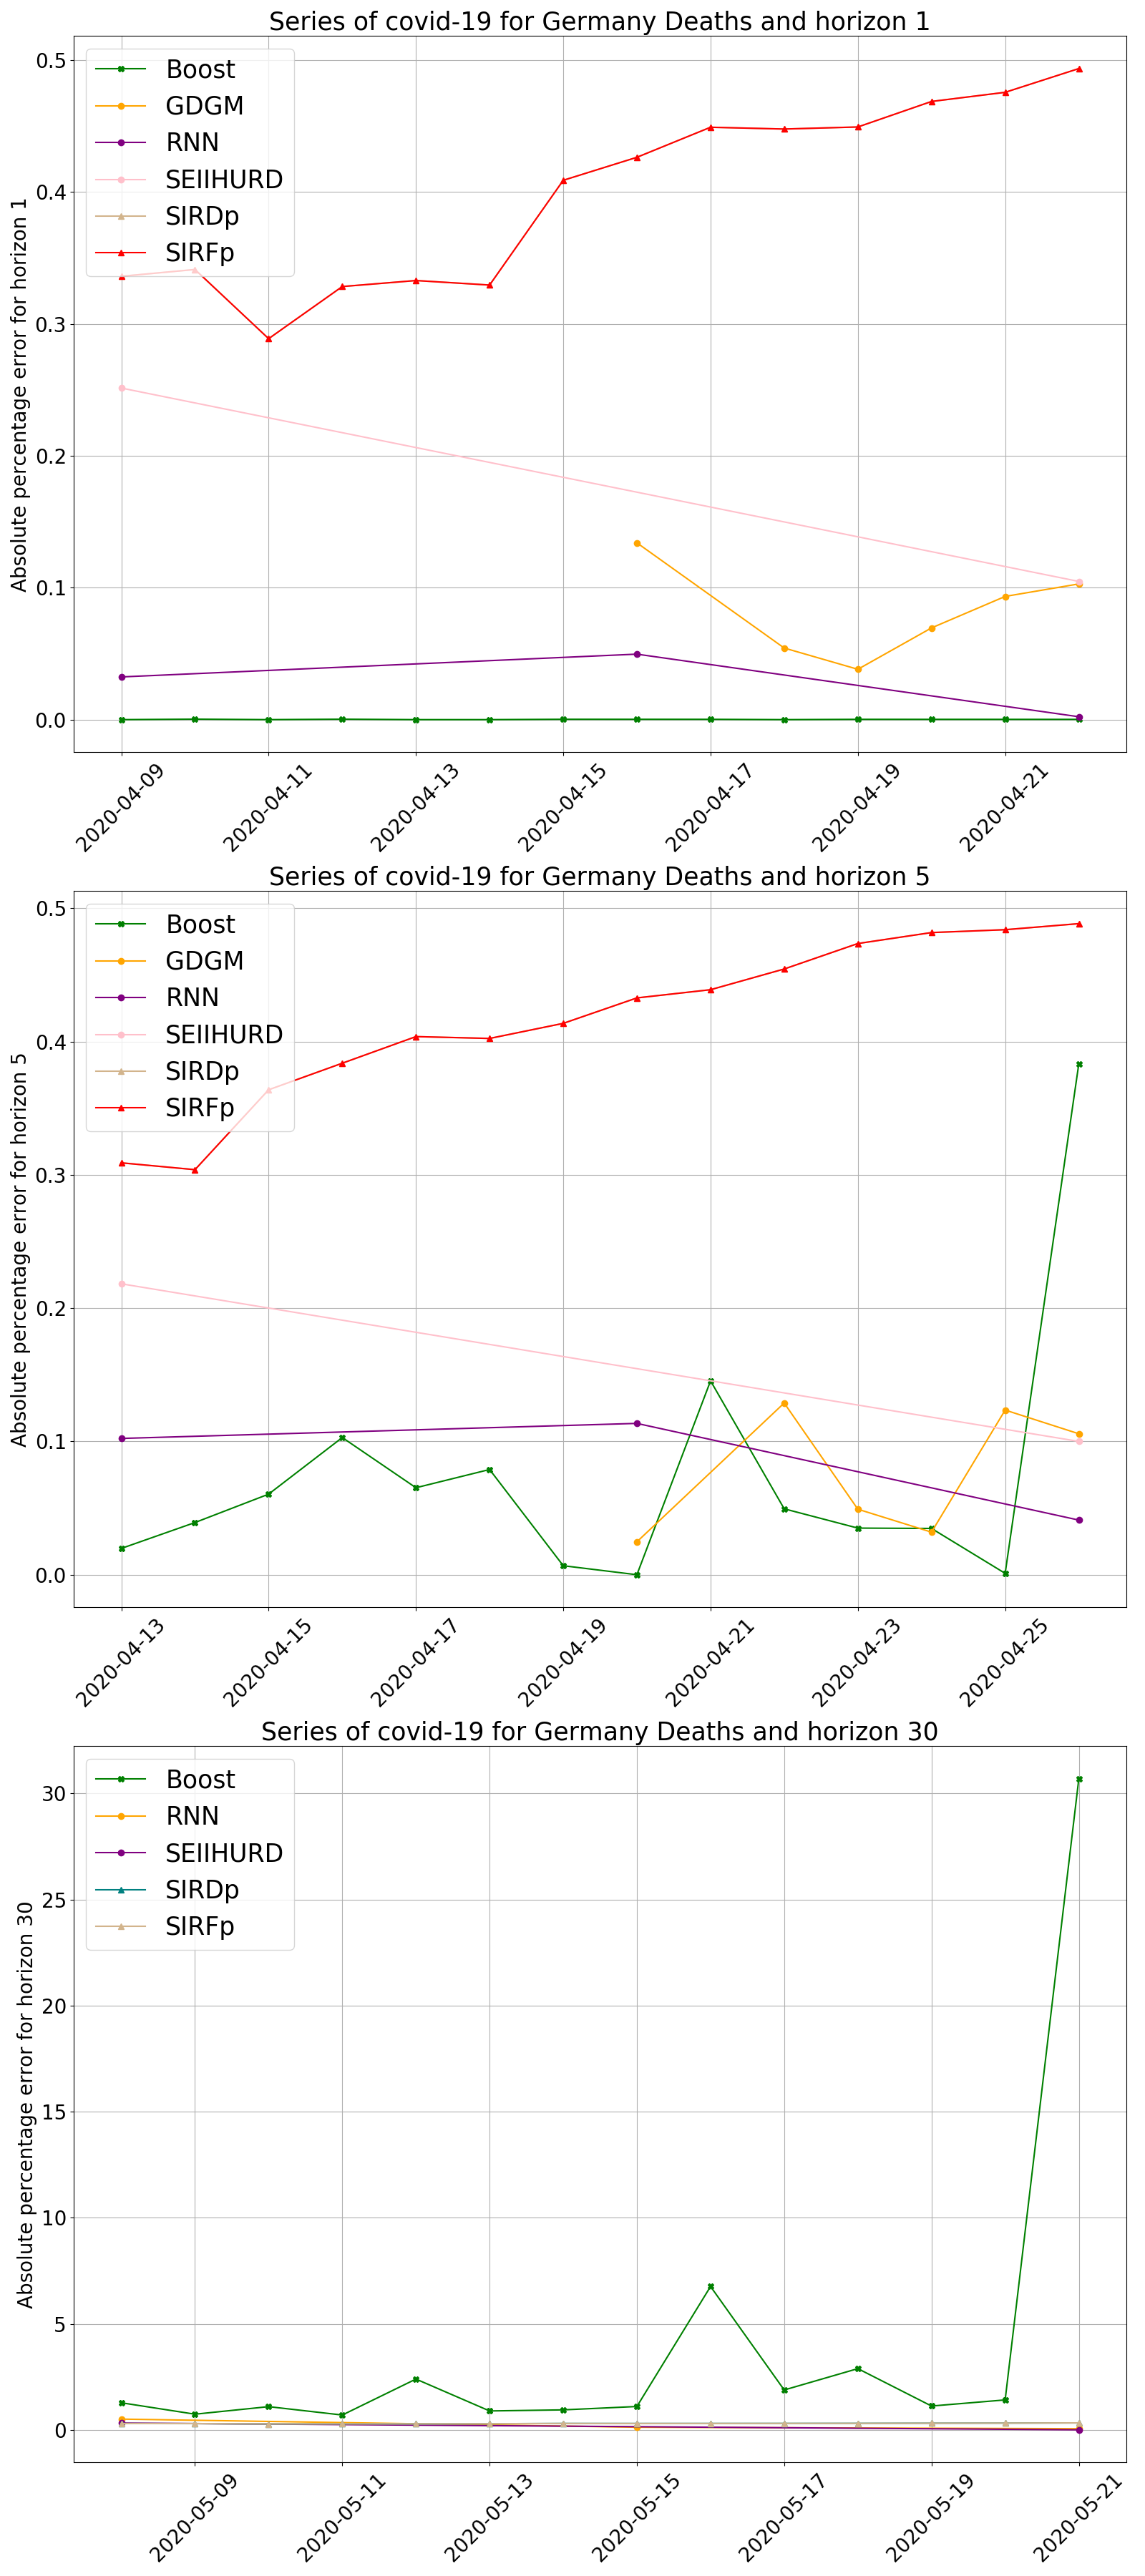 Series of covid-19 for Germany Deaths and horizon 1
Absolute percentage error for horizon 1
0.5
0.4
0.3
0.2
0.1
0.0
Boost
GDGM
RNN
SEIIHURD
SIRDp
SIRFp
2020-04-09
2020-04-11
2020-04-13
2020-04-15
2020-04-17
2020-04-19
2020-04-21
Series of covid-19 for Germany Deaths and horizon 5
Absolute percentage error for horizon 5
0.5
0.4
0.3
0.2
0.1
0.0
Boost
GDGM
RNN
SEIIHURD
SIRDp
SIRFp
2020-04-13
2020-04-15
2020-04-17
2020-04-19
2020-04-21
2020-04-23
2020-04-25
Series of covid-19 for Germany Deaths and horizon 30
Absolute percentage error for horizon 30
30
25
20
15
10
5
0
Boost
RNN
SEIIHURD
SIRDp
SIRFp
2020-05-09
2020-05-11
2020-05-13
2020-05-15
2020-05-17
2020-05-19
2020-05-21